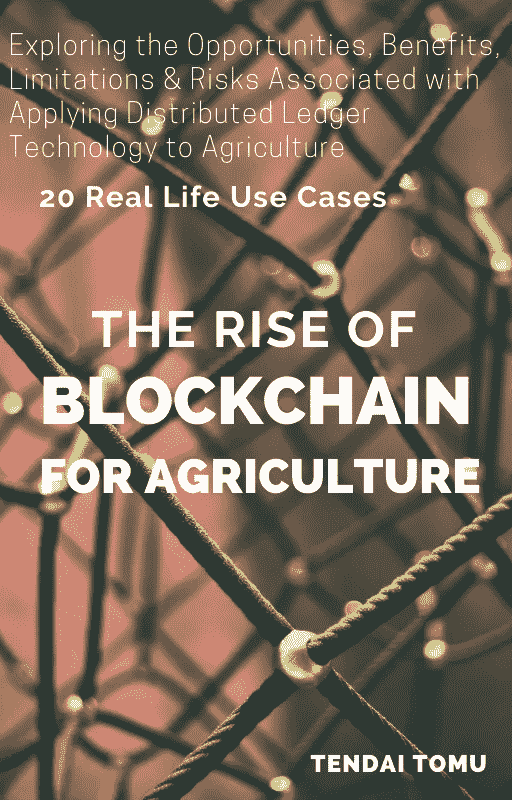 Exploring the Opportunities, Benefits,
Limitations & Risks Associated with
Applying Distributed Ledger
Technology to Agriculture
20 Real Life Use Cases
THE RISE OF
BLOCKCHAIN
FOR AGRICULTURE
TENDAI TOMU